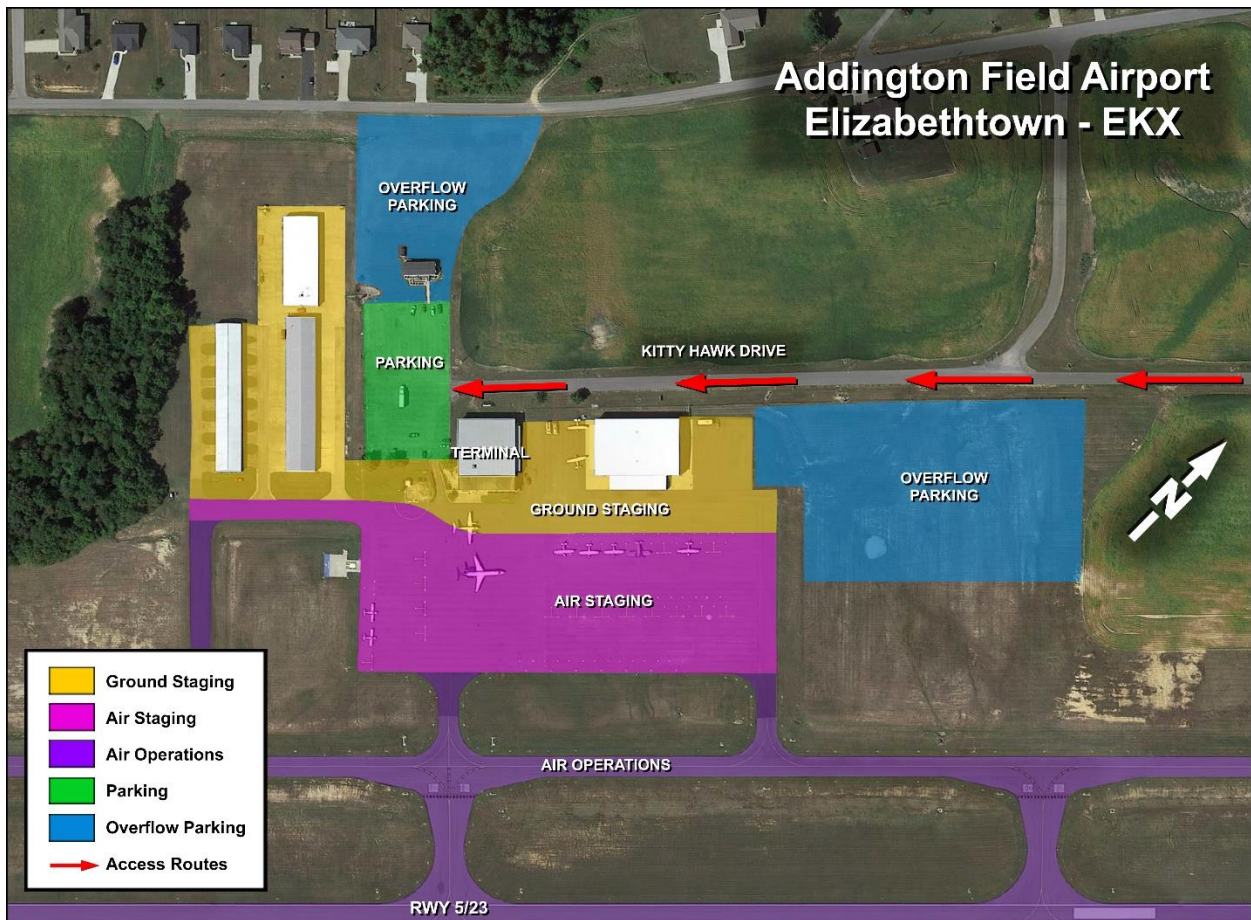 Addington Field Airport
Elizabethtown - EKX
OVERFLOW
PARKING
PARKING
KITTY HAWK DRIVE
TERMINAL
OVERFLOW
PARKING
GROUND STAGING
N
AIR STAGING
Ground Staging
Air Staging
Air Operations
Parking
Overflow Parking
Access Routes
AIR OPERATIONS
RWY 5/23